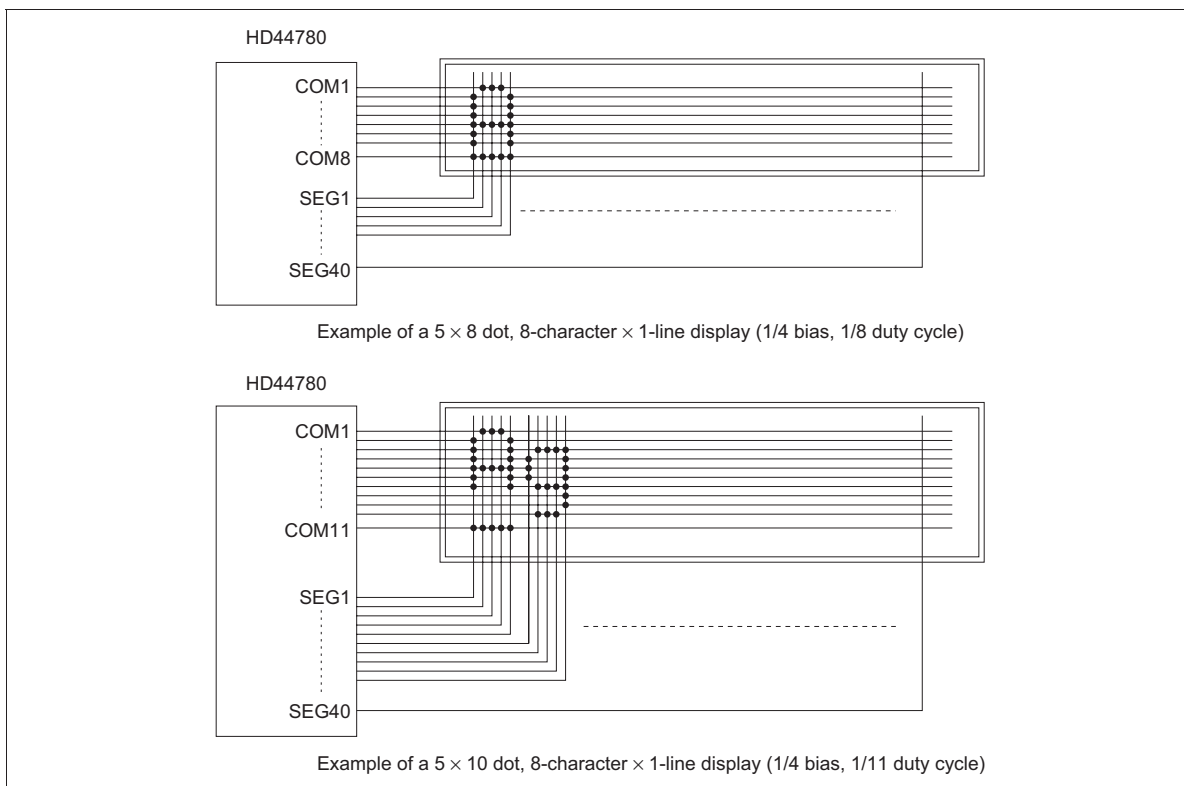 HD44780
COM1
COM8
SEG1
SEG40
Example of a 5 × 8 dot, 8-character × 1-line display (1/4 bias, 1/8 duty cycle)
HD44780
COM1
COM11
SEG1
SEG40
Example of a 5 × 10 dot, 8-character × 1-line display (1/4 bias, 1/11 duty cycle)